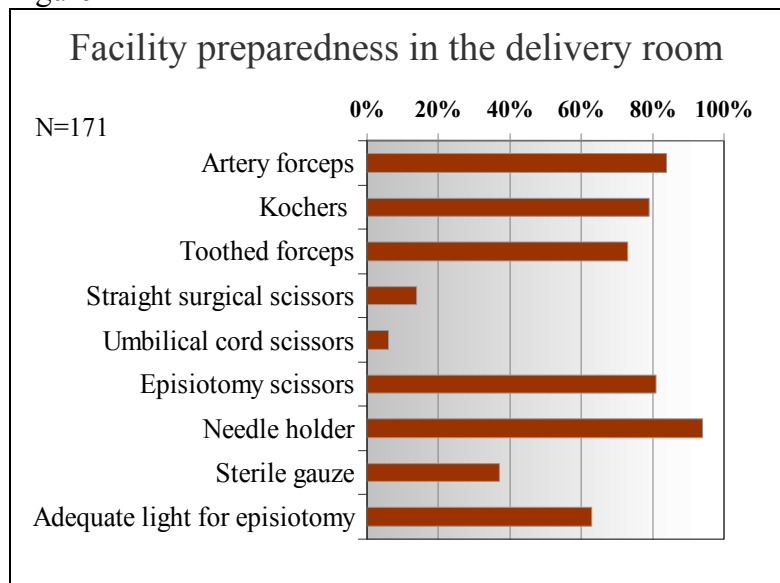 Facility preparedness in the delivery room
0% 20% 40% 60% 80% 100%
N=171
Artery forceps
Kochers
Toothed forceps
Straight surgical scissors
Umbilical cord scissors
Episiotomy scissors
Needle holder
Sterile gauze
Adequate light for episiotomy